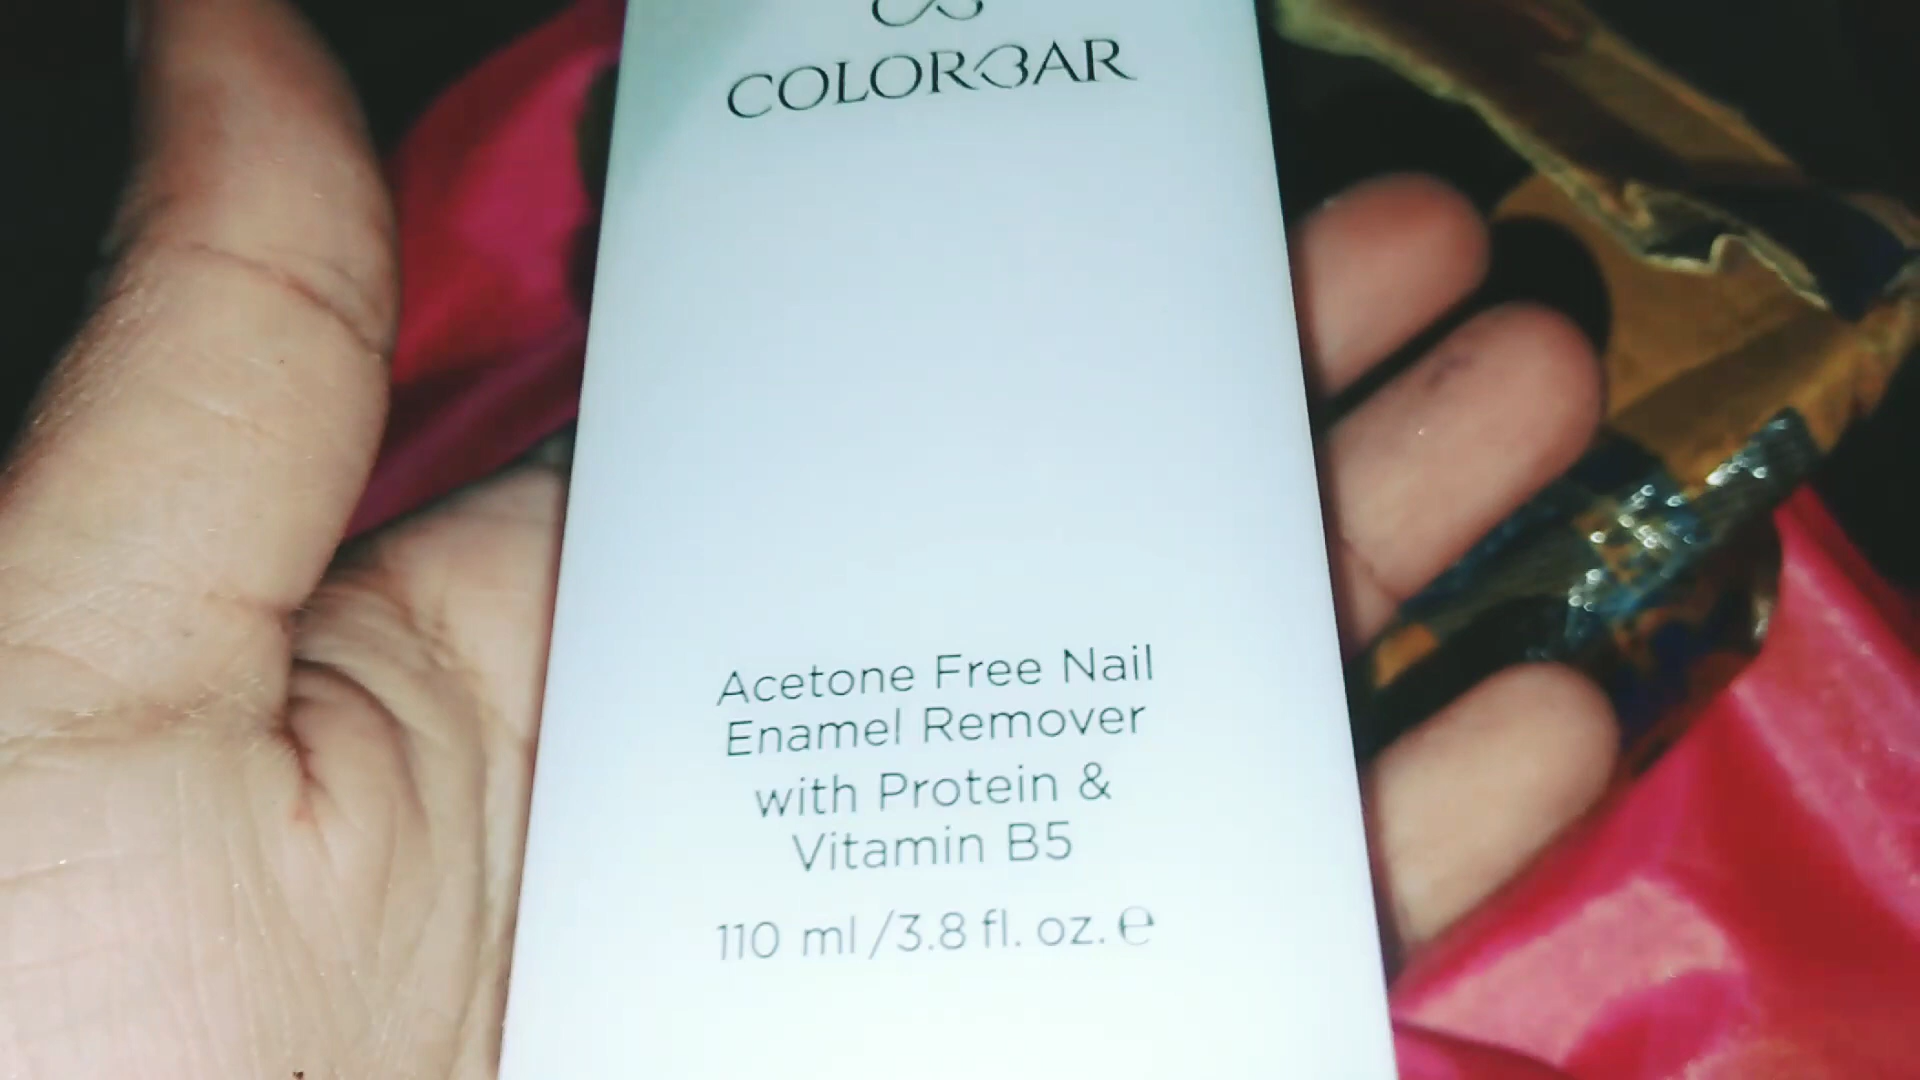 COLORBAR
Acetone Free Nail
Enamel Remover
with Protein &
Vitamin B5
110 ml/3.8 fl. oz. ℮